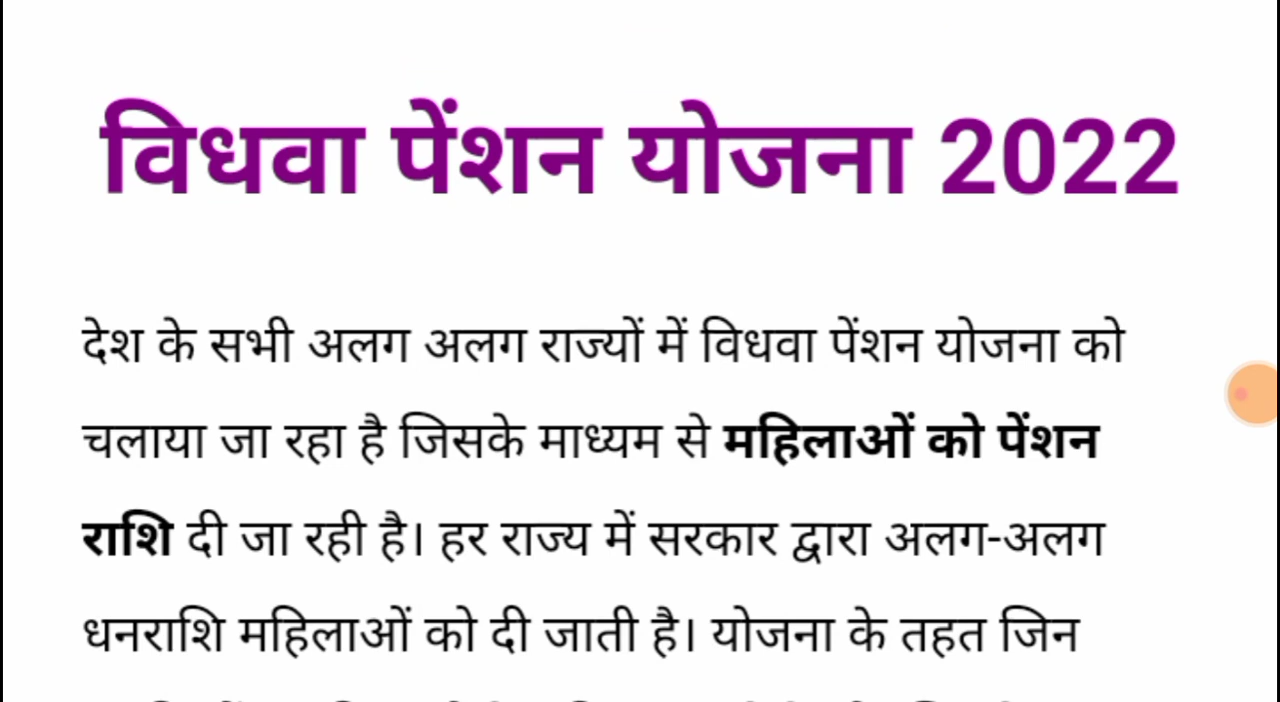 विधवा पेंशन योजना 2022
देश के सभी अलग अलग राज्यों में विधवा पेंशन योजना को
चलाया जा रहा है जिसके माध्यम से महिलाओं को पेंशन
राशि दी जा रही है। हर राज्य में सरकार द्वारा अलग-अलग
धनराशि महिलाओं को दी जाती है। योजना के तहत जिन